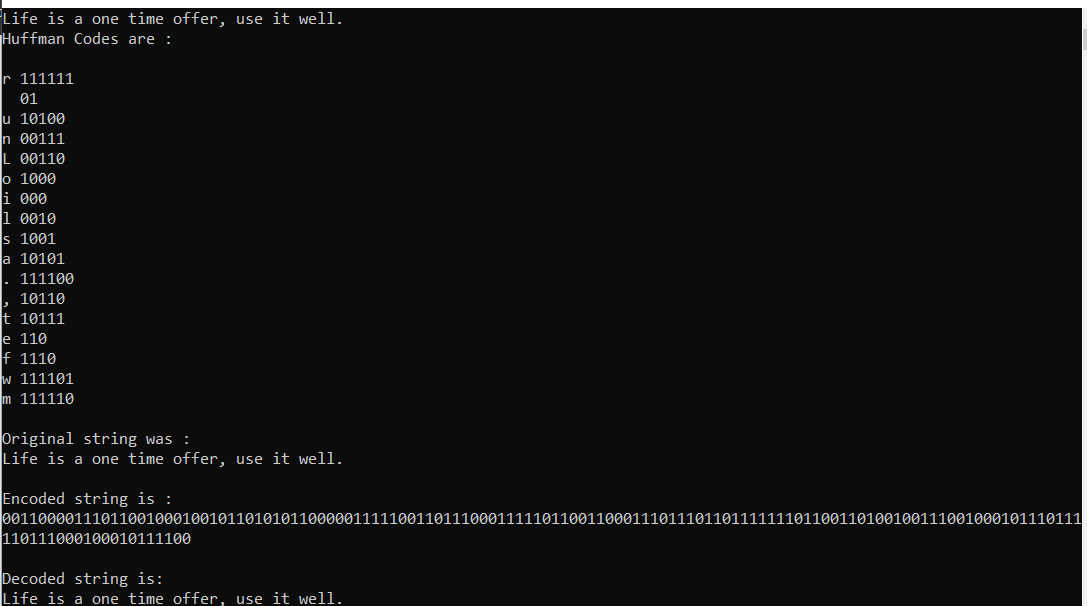 Life is a one time offer, use it well.
Huffman Codes are :
r 111111
01
u 10100
n 00111
L 00110
o 1000
i 000
l 0010
s 1001
a 10101
. 111100
, 10110
t 10111
e 110
f 1110
w 111101
m 111110
Original string was :
Life is a one time offer, use it well.
Encoded string is :
001100001110110010001001011010101100000111110011011100011111011001100011101110110111111101100110100100111001000101110111
110111000100010111100
Decoded string is:
Life is a one time offer, use it well.